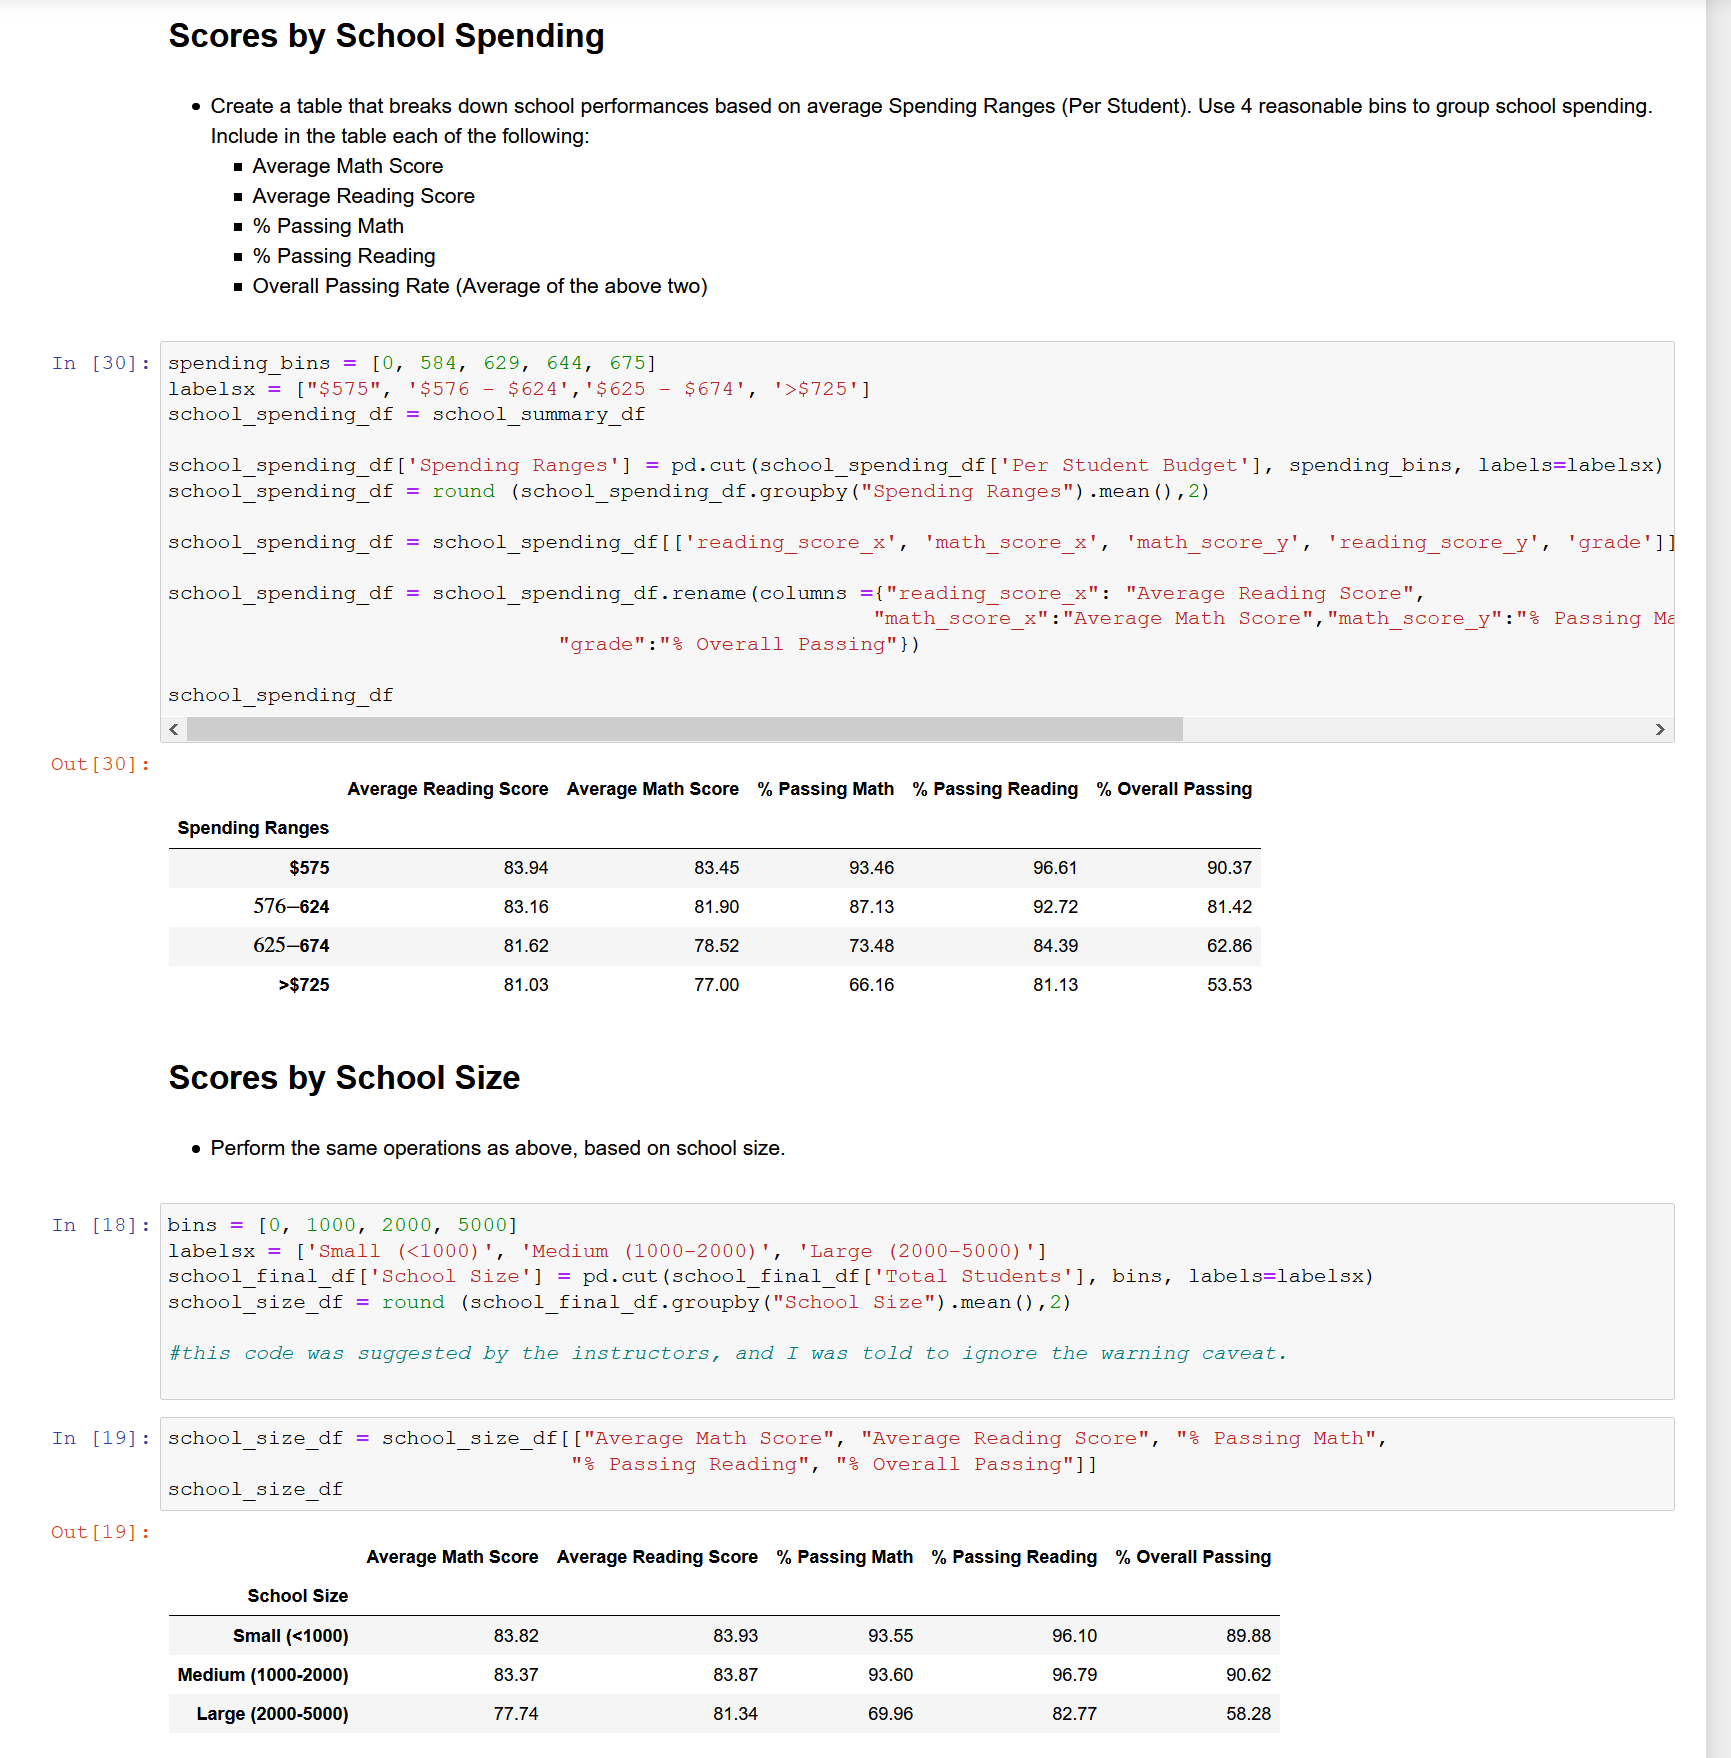 Scores by School Spending
• Create a table that breaks down school performances based on average Spending Ranges (Per Student). Use 4 reasonable bins to group school spending.
Include in the table each of the following:
▪ Average Math Score
▪ Average Reading Score
▪ % Passing Math
▪ % Passing Reading
▪ Overall Passing Rate (Average of the above two)
In [30]: spending_bins = [0, 584, 629, 644, 675]
labelsx = ["$575", '$576 - $624','$625 - $674', '>$725']
school_spending_df = school_summary_df
school_spending_df['Spending Ranges'] = pd.cut(school_spending_df['Per Student Budget'], spending_bins, labels=labelsx)
school_spending_df = round (school_spending_df.groupby("Spending Ranges").mean(),2)
school_spending_df = school_spending_df[['reading_score_x', 'math_score_x', 'math_score_y', 'reading_score_y', 'grade']]
school_spending_df = school_spending_df.rename(columns ={"reading_score_x": "Average Reading Score",
"math_score_x":"Average Math Score","math_score_y":"% Passing Ma
"grade":"% Overall Passing"})
school_spending_df
Out[30]:
Average Reading Score Average Math Score % Passing Math % Passing Reading % Overall Passing
Spending Ranges
$575 83.94 83.45 93.46 96.61 90.37
576−624 83.16 81.90 87.13 92.72 81.42
625−674 81.62 78.52 73.48 84.39 62.86
>$725 81.03 77.00 66.16 81.13 53.53
Scores by School Size
• Perform the same operations as above, based on school size.
In [18]: bins = [0, 1000, 2000, 5000]
labelsx = ['Small (<1000)', 'Medium (1000-2000)', 'Large (2000-5000)']
school_final_df['School Size'] = pd.cut(school_final_df['Total Students'], bins, labels=labelsx)
school_size_df = round (school_final_df.groupby("School Size").mean(),2)
#this code was suggested by the instructors, and I was told to ignore the warning caveat.
In [19]: school_size_df = school_size_df[["Average Math Score", "Average Reading Score", "% Passing Math",
"% Passing Reading", "% Overall Passing"]]
school_size_df
Out[19]:
Average Math Score Average Reading Score % Passing Math % Passing Reading % Overall Passing
School Size
Small (<1000) 83.82 83.93 93.55 96.10 89.88
Medium (1000-2000) 83.37 83.87 93.60 96.79 90.62
Large (2000-5000) 77.74 81.34 69.96 82.77 58.28